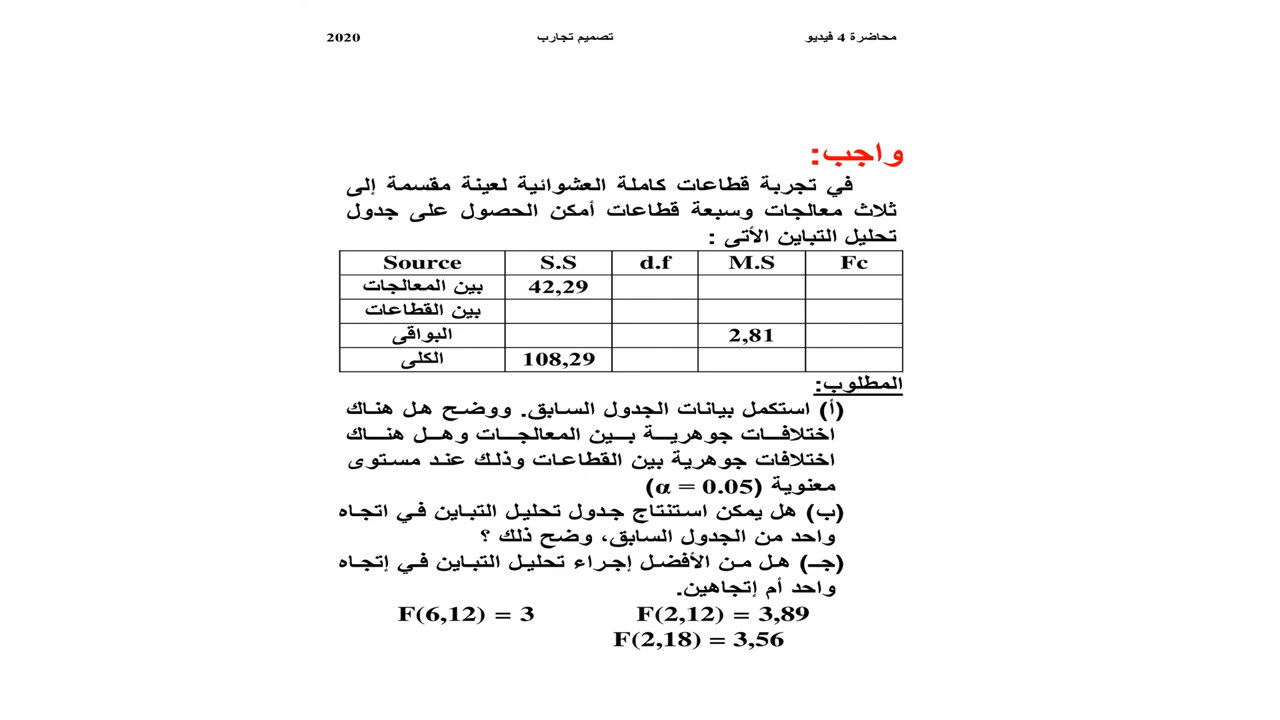 محاضرة 4 فيديو تصميم تجارب 2020
واجب:
في تجربة قطاعات كاملة العشوائية لعينة مقسمة إلى
ثلاث معالجات وسبعة قطاعات أمكن الحصول على جدول
تحليل التباين الأتى :
Source S.S d.f M.S Fc
بين المعالجات 42,29
بين القطاعات
البواقى 2,81
الكلى 108,29
المطلوب:
(أ) استكمل بيانات الجدول السابق. ووضح هل هناك
اختلافات جوهرية بين المعالجات وهل هناك
اختلافات جوهرية بين القطاعات وذلك عند مستوى
معنوية (α = 0.05)
(ب) هل يمكن استنتاج جدول تحليل التباين في اتجاه
واحد من الجدول السابق، وضح ذلك ؟
(جـ) هل من الأفضل إجراء تحليل التباين في إتجاه
واحد أم إتجاهين.
F(6,12) = 3 F(2,12) = 3,89
F(2,18) = 3,56